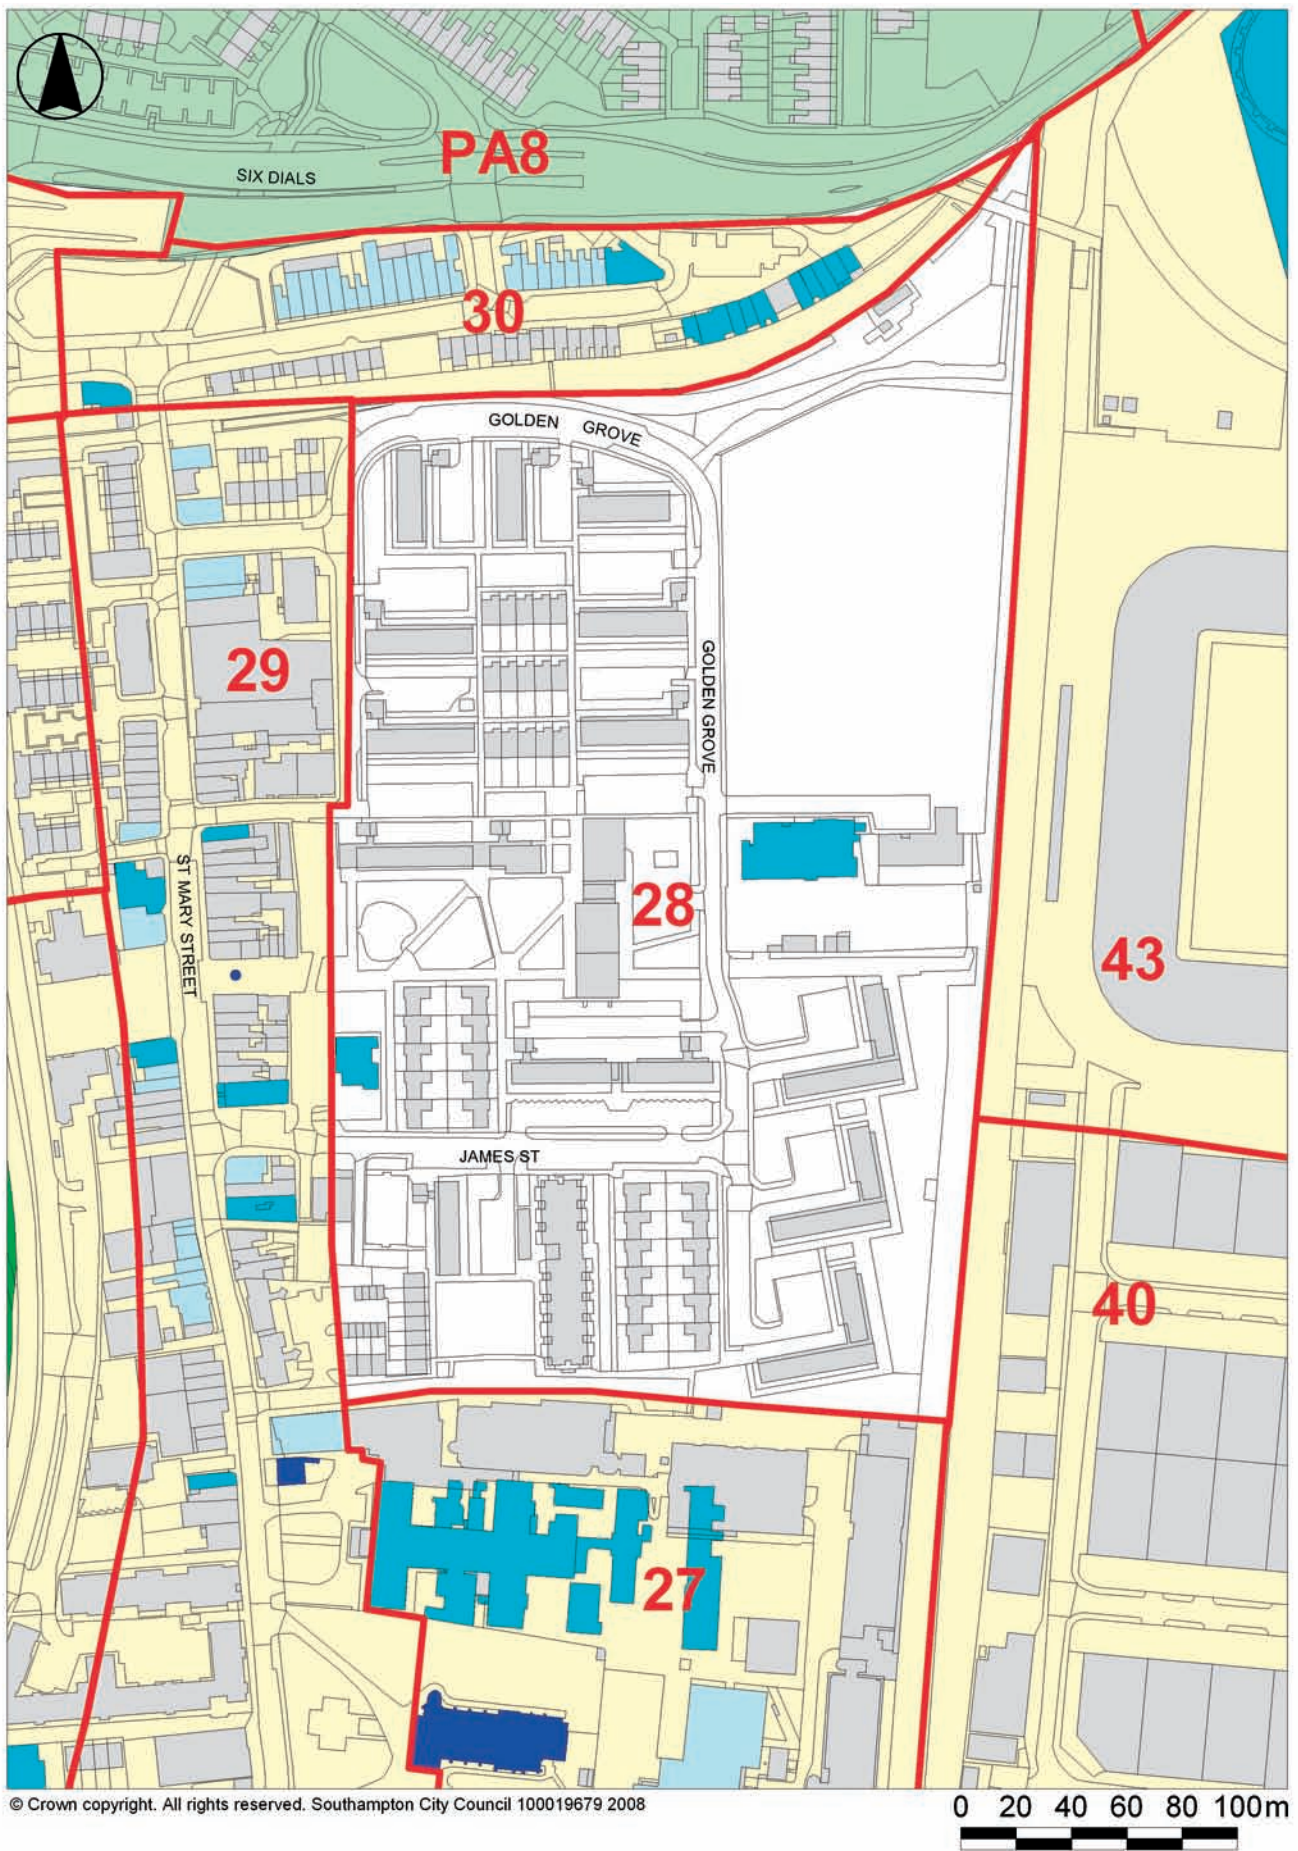 PA8
SIX DIALS
30
GOLDEN GROVE
29
GOLDEN GROVE
ST MARY STREET
28
43
JAMES ST
40
27
© Crown copyright. All rights reserved. Southampton City Council 100019679 2008
0 20 40 60 80 100m